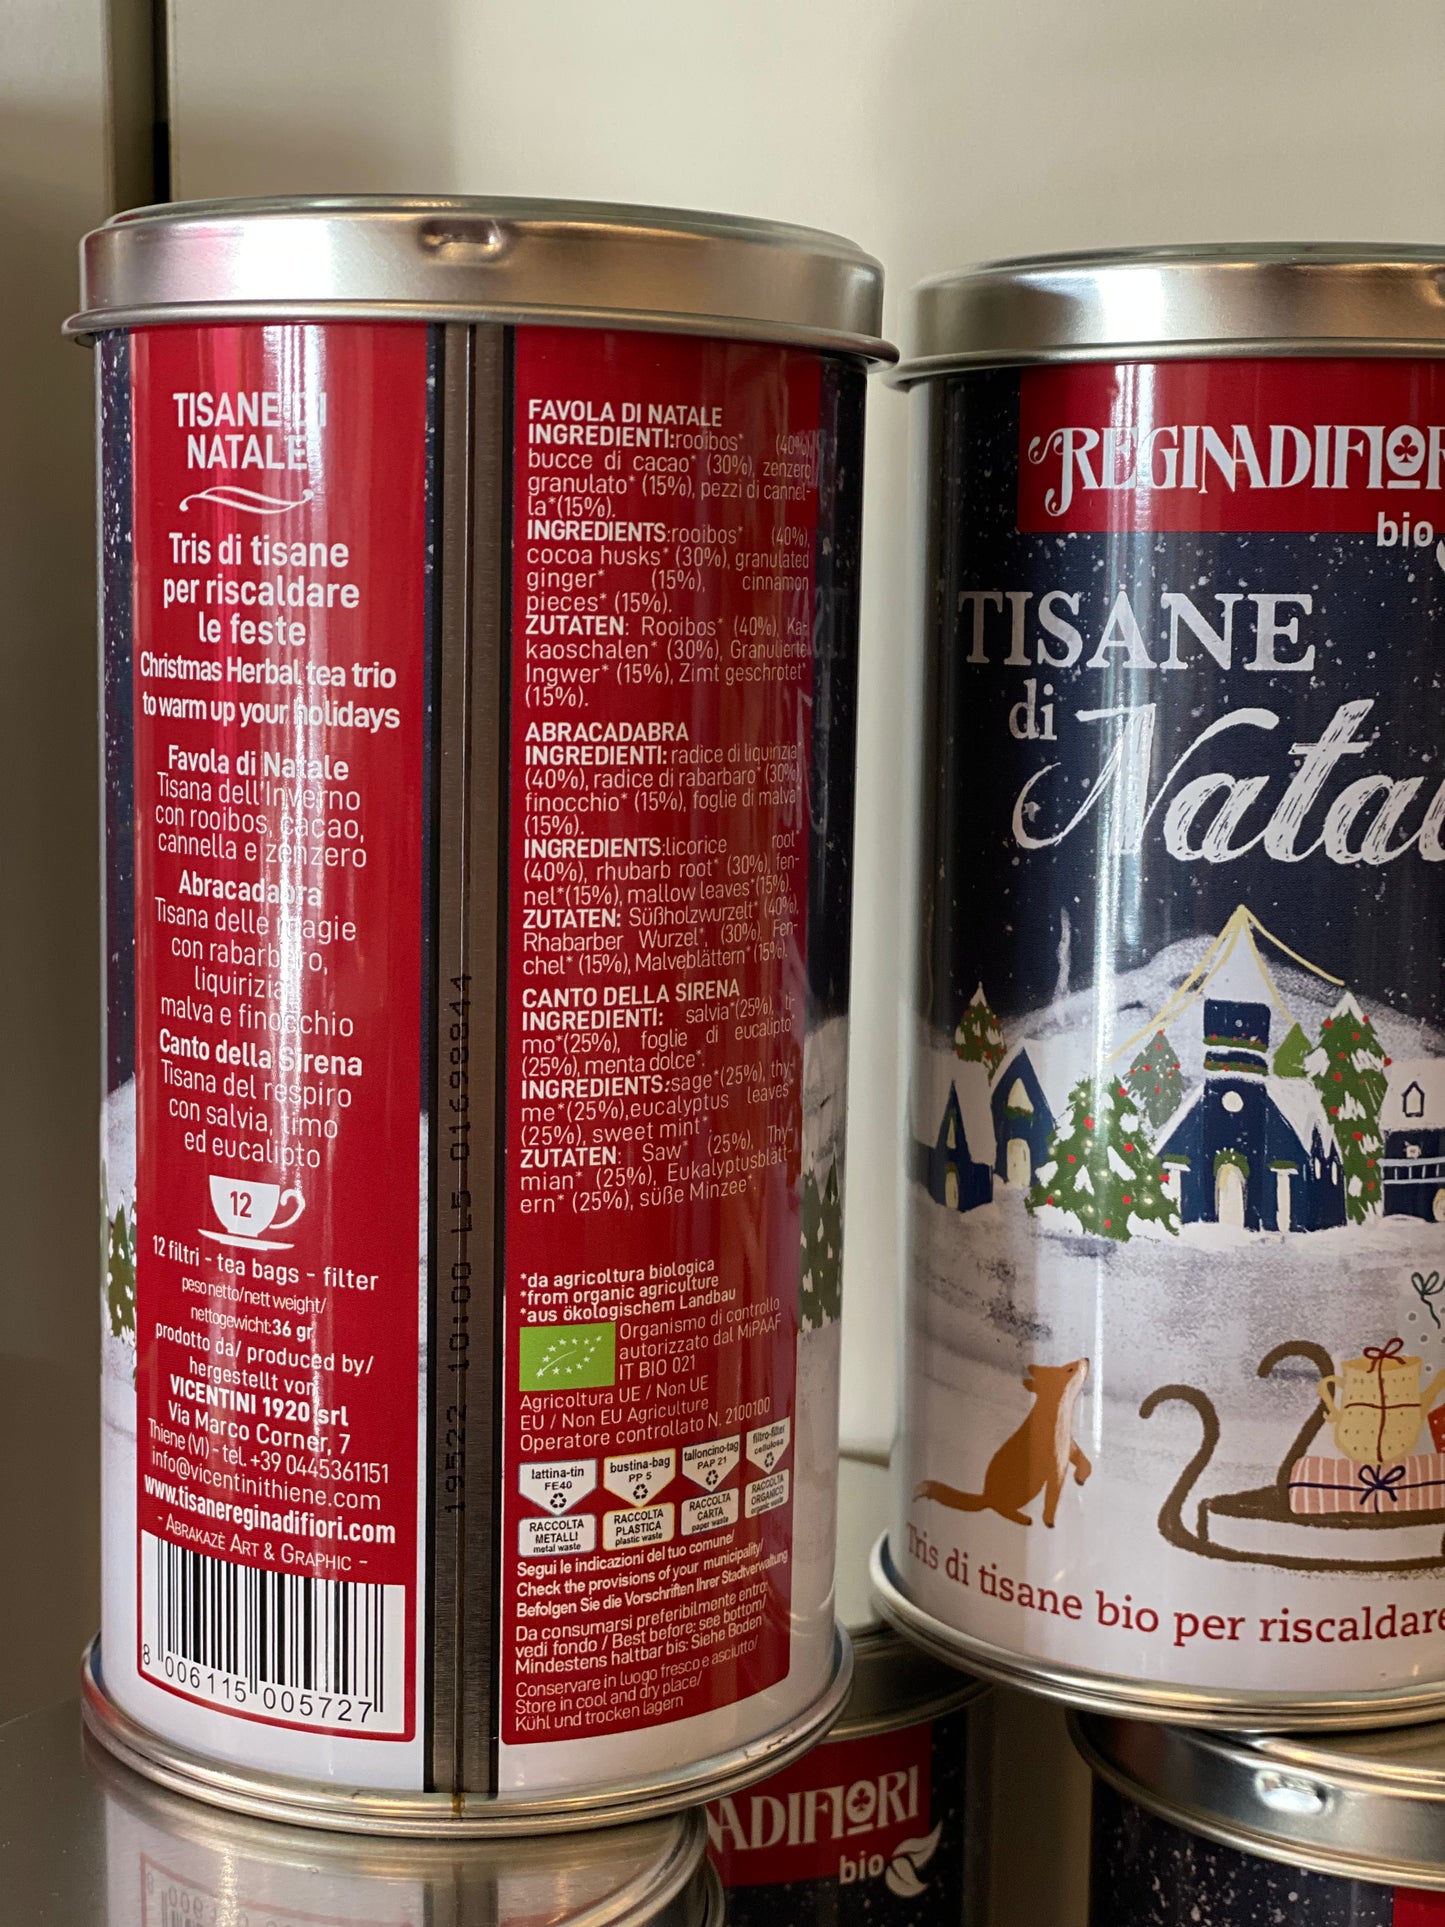 TISANE DI
NATALE
Tris di tisane
per riscaldare
le feste
Christmas Herbal tea trio
to warm up your holidays
Favola di Natale
Tisana dell'Inverno
con rooibos, cacao,
cannella e zenzero
Abracadabra
Tisana delle magie
con rabarbaro,
liquirizia
malva e finocchio
Canto della Sirena
Tisana del respiro
con salvia, timo
ed eucalipto
12
12 filtri - tea bags - filter
peso netto/nett weight/
nettogewicht:36 gr
prodotto da/ produced by/
hergestellt von
VICENTINI 1920 srl
Via Marco Corner, 7
Thiene (VI) - tel. +39 0445361151
info@vicentinithiene.com
www.tisanereginadifiori.com
- ABRAKAZÈ ART & GRAPHIC -
8 006115 005727
19522 10:00 L5 01698844
FAVOLA DI NATALE
INGREDIENTI:rooibos* (40%)
bucce di cacao* (30%), zenzero
granulato* (15%), pezzi di cannel-
la*(15%).
INGREDIENTS:rooibos* (40%),
cocoa husks* (30%), granulated
ginger* (15%), cinnamon
pieces* (15%).
ZUTATEN: Rooibos* (40%), Ka-
kaoschalen* (30%), Granulierte
Ingwer* (15%), Zimt geschrotet*
(15%).
ABRACADABRA
INGREDIENTI: radice di liquirizia*
(40%), radice di rabarbaro* (30%),
finocchio* (15%), foglie di malva*
(15%).
INGREDIENTS:licorice root*
(40%), rhubarb root* (30%), fen-
nel*(15%), mallow leaves*(15%).
ZUTATEN: Süßholzwurzelt* (40%),
Rhabarber Wurzel*, (30%), Fen-
chel* (15%), Malveblättern* (15%).
CANTO DELLA SIRENA
INGREDIENTI: salvia*(25%), ti-
mo*(25%), foglie di eucalipto*
(25%), menta dolce*.
INGREDIENTS:sage*(25%), thy-
me*(25%),eucalyptus leaves*
(25%), sweet mint*
ZUTATEN: Saw* (25%), Thy-
mian* (25%), Eukalyptusblätt-
ern* (25%), süße Minzee*.
*da agricoltura biologica
*from organic agriculture
*aus ökologischem Landbau
Organismo di controllo
autorizzato dal MiPAAF
IT BIO 021
Agricoltura UE / Non UE
EU / Non EU Agriculture
Operatore controllato N. 2100100
lattina-tin
FE40
bustina-bag
PP 5
talloncino-tag
PAP 21
filtro-filter
cellulosa
RACCOLTA
METALLI
metal waste
RACCOLTA
PLASTICA
plastic waste
RACCOLTA
CARTA
paper waste
RACCOLTA
ORGANICO
organic waste
Segui le indicazioni del tuo comune/
Check the provisions of your municipality/
Befolgen Sie die Vorschriften Ihrer Stadtverwaltung
Da consumarsi preferibilmente entro:
vedi fondo / Best before: see bottom/
Mindestens haltbar bis: Siehe Boden
Conservare in luogo fresco e asciutto/
Store in cool and dry place/
Kühl und trocken lagern
REGINADIFIORI
bio
TISANE
di Natal
Tris di tisane bio per riscaldare
NADIFIORI
bio